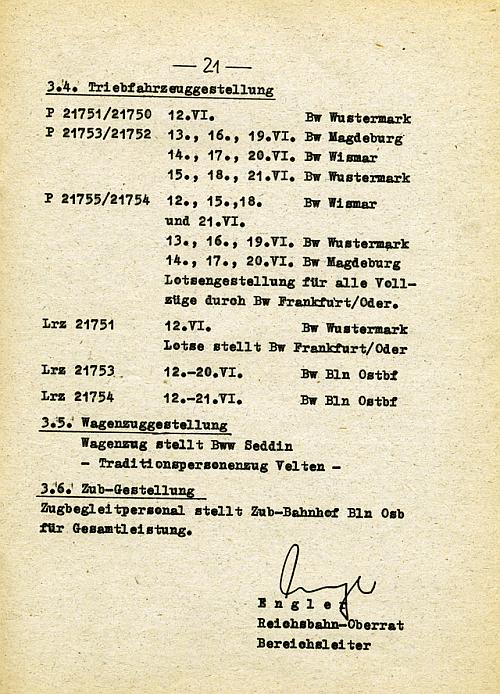 — 21 —
3.4. Triebfahrzeuggestellung
P 21751/21750 12.VI. Bw Wustermark
P 21753/21752 13., 16., 19.VI. Bw Magdeburg
14., 17., 20.VI. Bw Wismar
15., 18., 21.VI. Bw Wustermark
P 21755/21754 12., 15.,18. Bw Wismar
und 21.VI.
13., 16., 19.VI. Bw Wustermark
14., 17., 20.VI. Bw Magdeburg
Lotsengestellung für alle Voll-
züge durch Bw Frankfurt/Oder.
Lrz 21751 12.VI. Bw Wustermark
Lotse stellt Bw Frankfurt/Oder
Lrz 21753 12.-20.VI. Bw Bln Ostbf
Lrz 21754 12.-21.VI. Bw Bln Ostbf
3.5. Wagenzuggestellung
Wagenzug stellt Bww Seddin
- Traditionspersonenzug Velten -
3.6. Zub-Gestellung
Zugbegleitpersonal stellt Zub-Bahnhof Bln Osb
für Gesamtleistung.
E n g l e r
Reichsbahn-Oberrat
Bereichsleiter